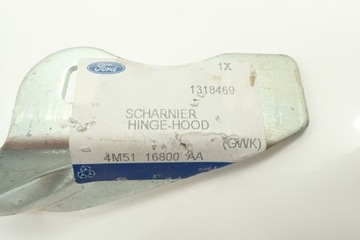 Ford
1X
1318469
SCHARNIER
HINGE-HOOD
(GWK)
4M51 16800 AA